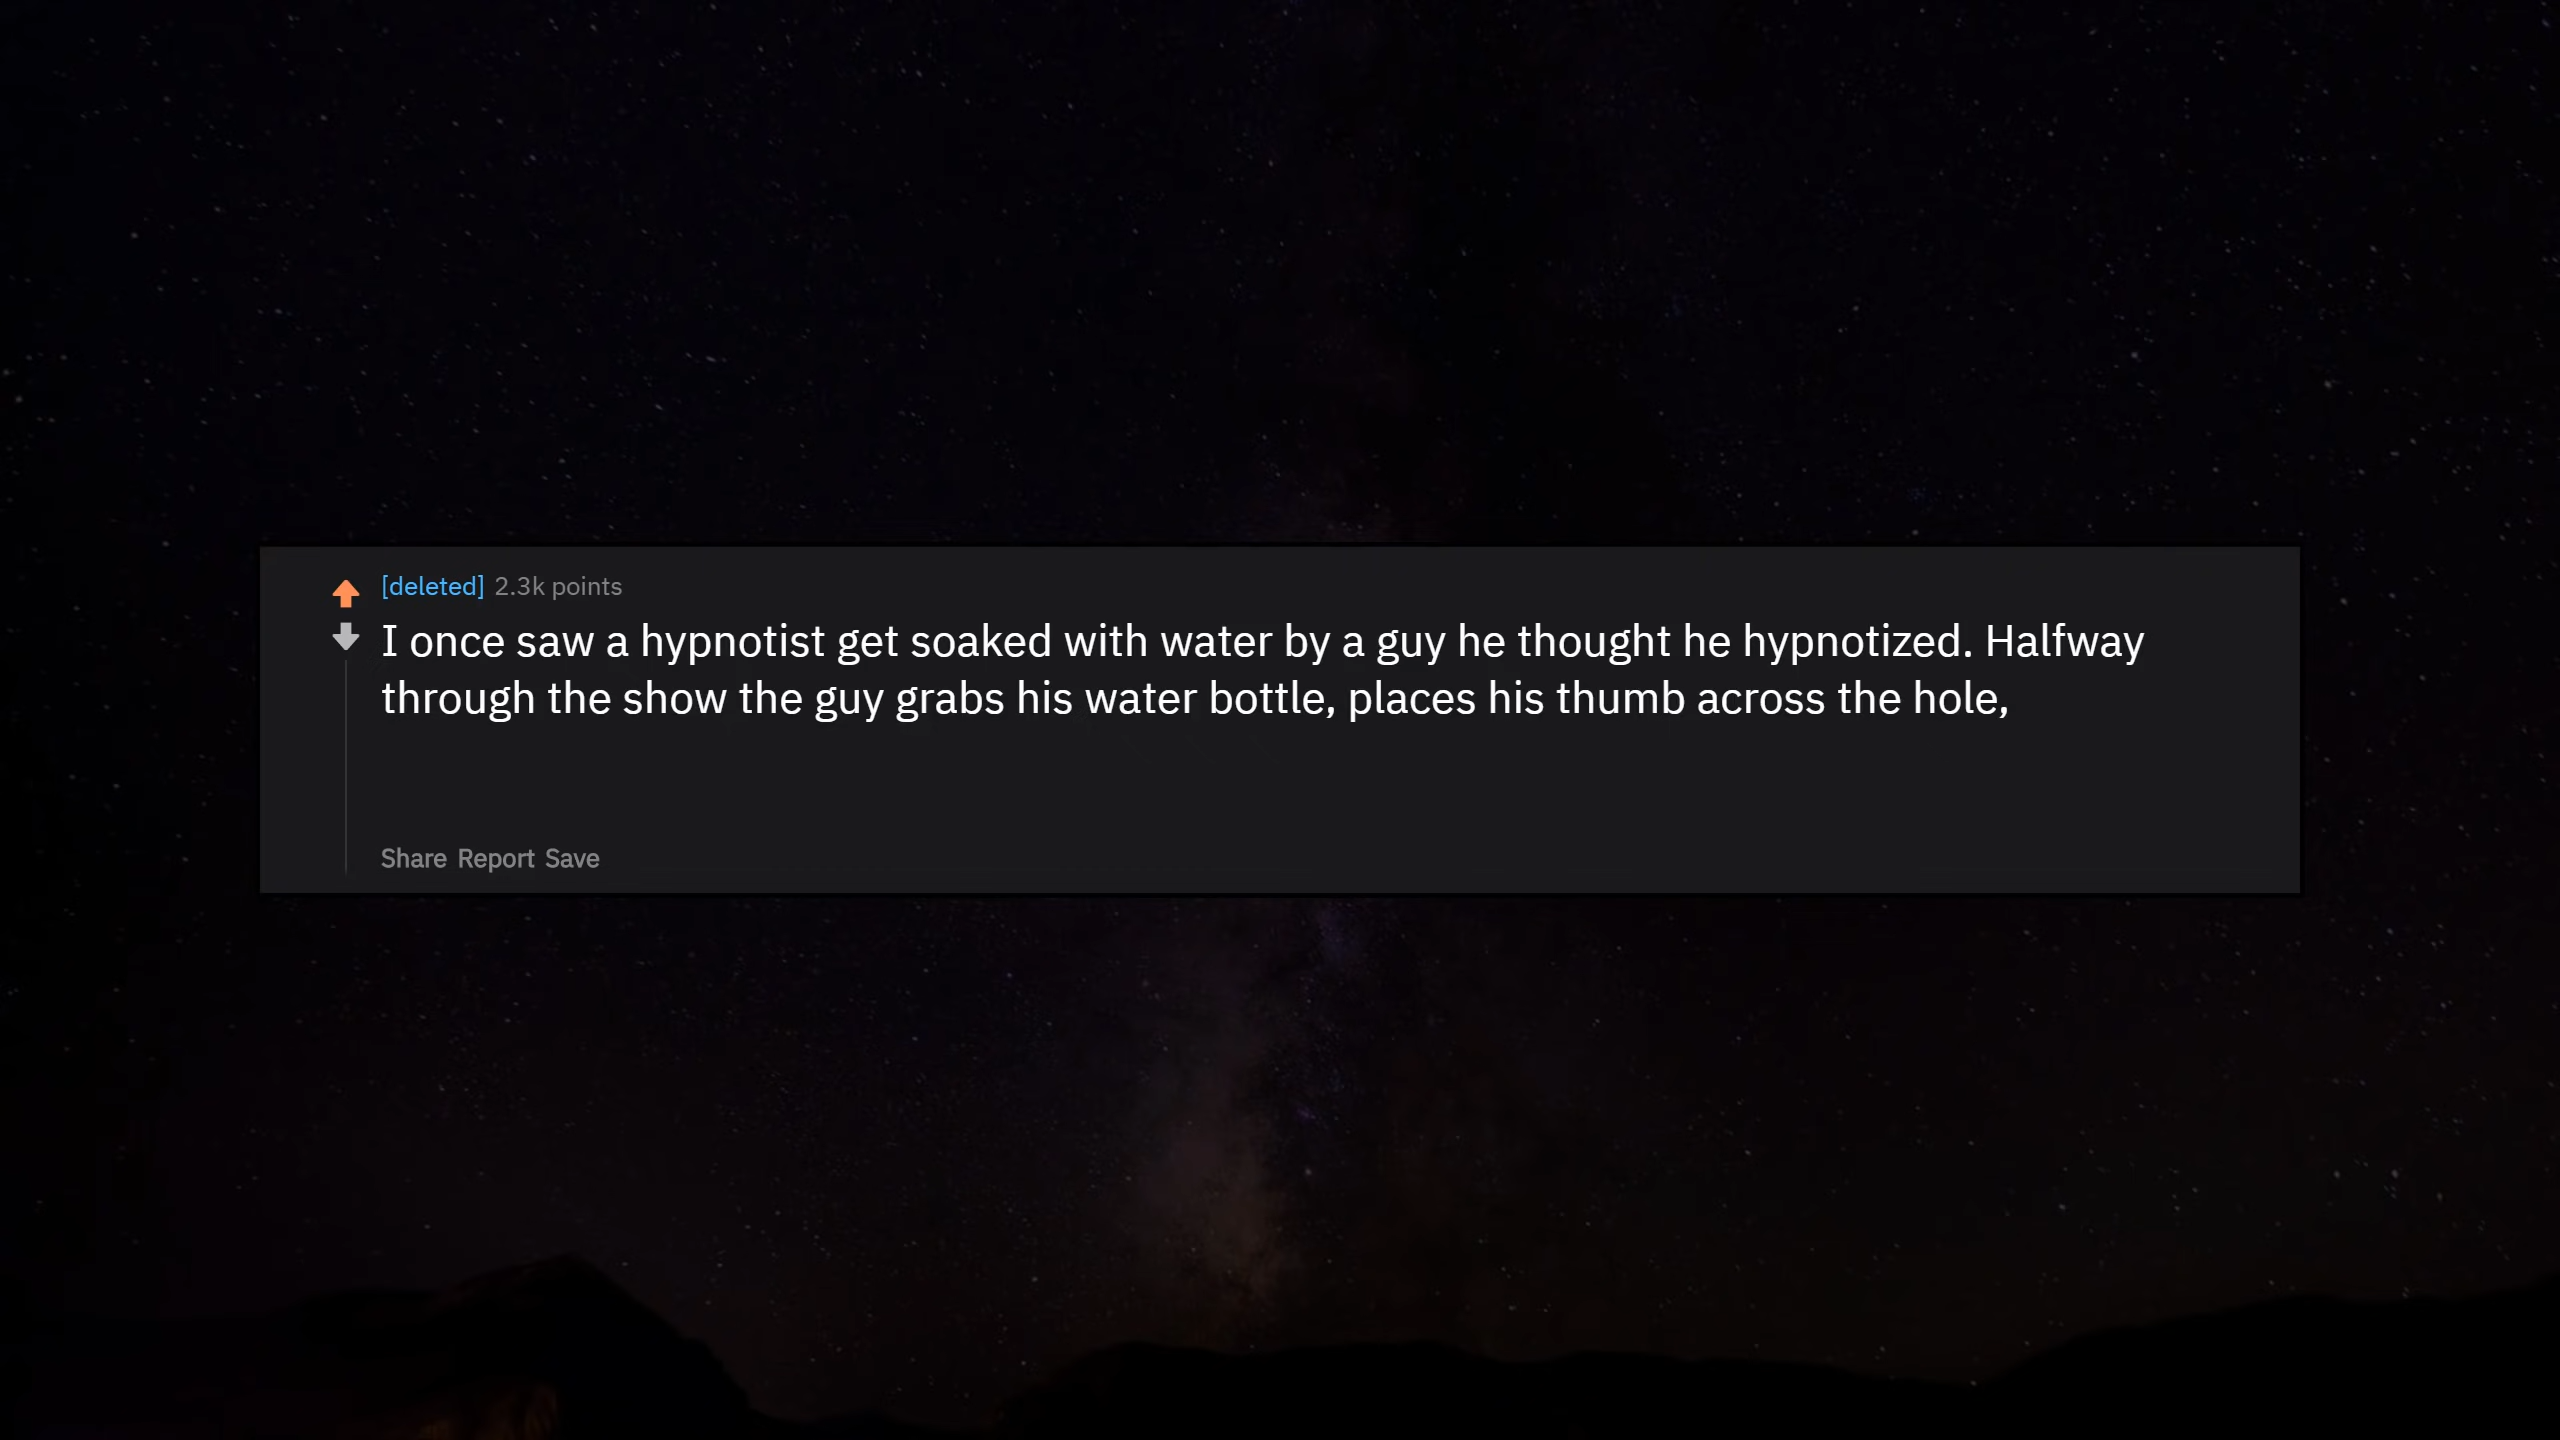 [deleted] 2.3k points
I once saw a hypnotist get soaked with water by a guy he thought he hypnotized. Halfway
through the show the guy grabs his water bottle, places his thumb across the hole,
Share Report Save